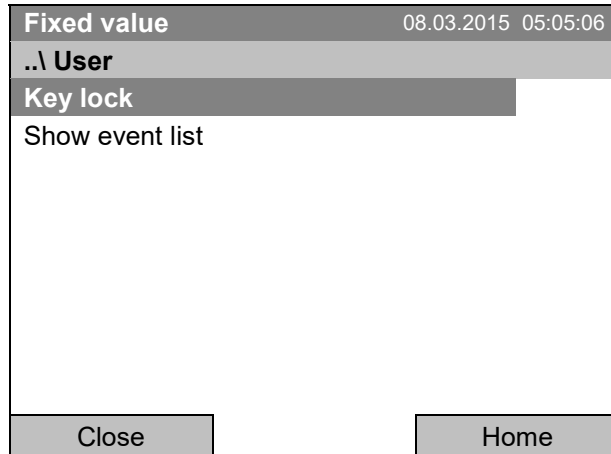 Fixed value 08.03.2015 05:05:06
..\ User
Key lock
Show event list
Close Home